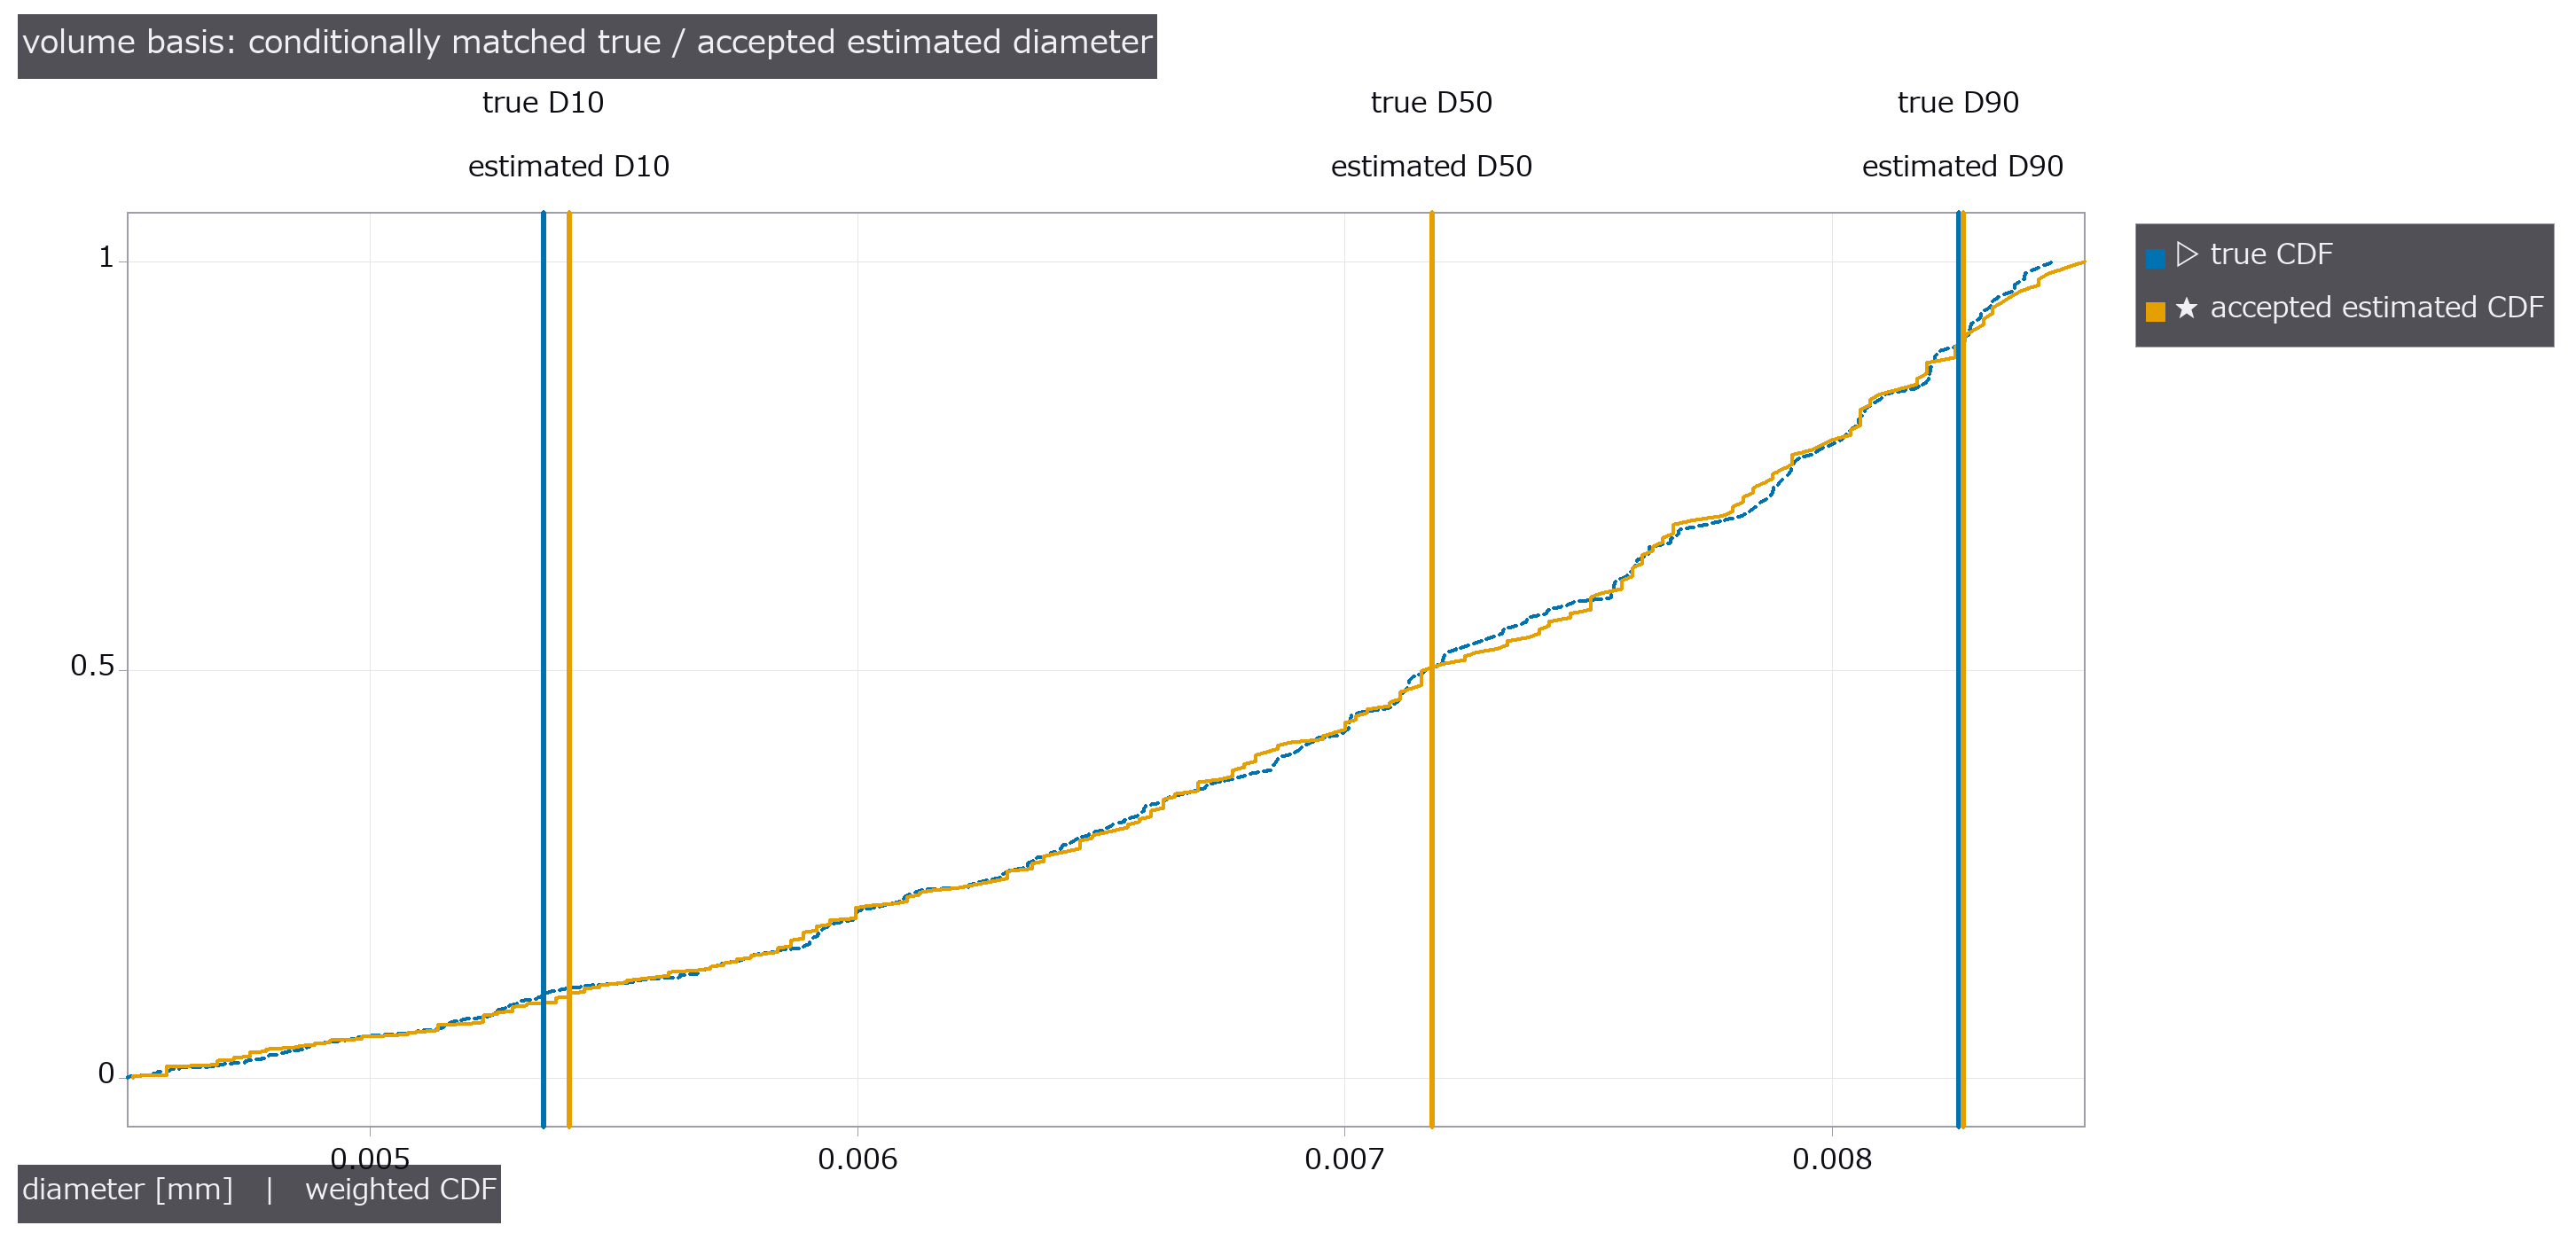 volume basis: conditionally matched true / accepted estimated diameter
true D10
true D50
true D90
estimated D10
estimated D50
estimated D90
1
0.5
0
true CDF
★ accepted estimated CDF
0.005
0.006
0.007
0.008
diameter [mm] | weighted CDF